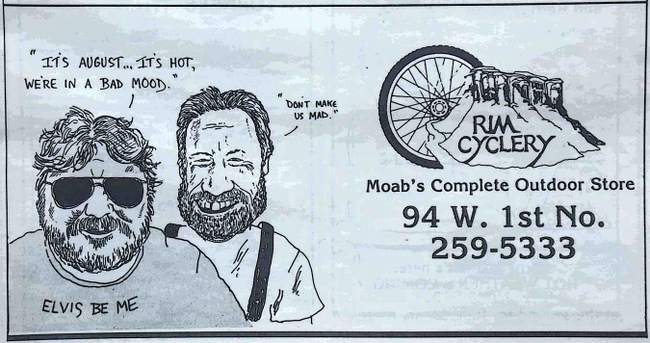 "IT'S AUGUST... IT'S HOT,
WE'RE IN A BAD MOOD."
"DON'T MAKE
US MAD."
ELVIS BE ME
RIM
CYCLERY
Moab's Complete Outdoor Store
94 W. 1st No.
259-5333